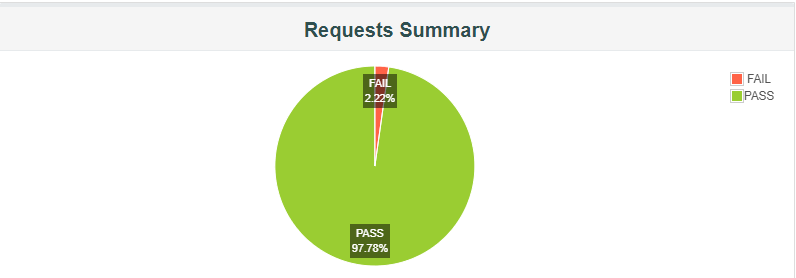 Requests Summary
FAIL
2.22%
FAIL
PASS
PASS
97.78%